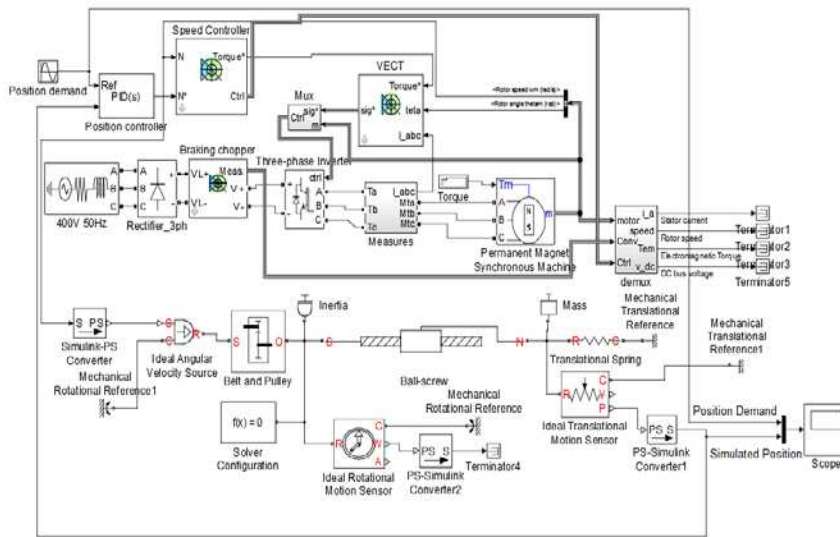 Speed Controller
N
Torque*
N*
Ctrl
Position demand
Ref
PID(s)
Position controller
VECT
Torque*
sig*
teta
I_abc
Mux
sig*
Ctrl
m
<Rotor speed wm (rad/s)>
<Rotor angle thetam (rad)>
Braking chopper
VL+
Meas.
V+
VL-
V+
Three-phase Inverter
ctrl
+
A
B
-
C
A
B
C
400V 50Hz
A
B
C
+
-
Rectifier_3ph
Ta
I_abc
Mta
Tb
Mtb
Mtc
Tc
Measures
Torque
Tm
A
B
C
N
S
m
Permanent Magnet
Synchronous Machine
motor
speed
Conv
Tem
Ctrl
v_dc
demux
i_a
Stator current
Rotor speed
Electromagnetic Torque
DC bus voltage
Terminator1
Terminator2
Terminator3
Terminator5
Inertia
Mass
Mechanical
Translational
Reference
Mechanical
Translational
Reference1
S PS
Simulink-PS
Converter
S
C
R
Ideal Angular
Velocity Source
S
O
Belt and Pulley
S
N
Ball-screw
R
C
Translational Spring
Mechanical
Rotational Reference1
Mechanical
Rotational Reference
f(x) = 0
Solver
Configuration
R
C
W
A
Ideal Rotational
Motion Sensor
PS S
PS-Simulink
Converter2
Terminator4
R
C
V
P
Ideal Translational
Motion Sensor
PS S
PS-Simulink
Converter1
Position Demand
Simulated Position
Scope